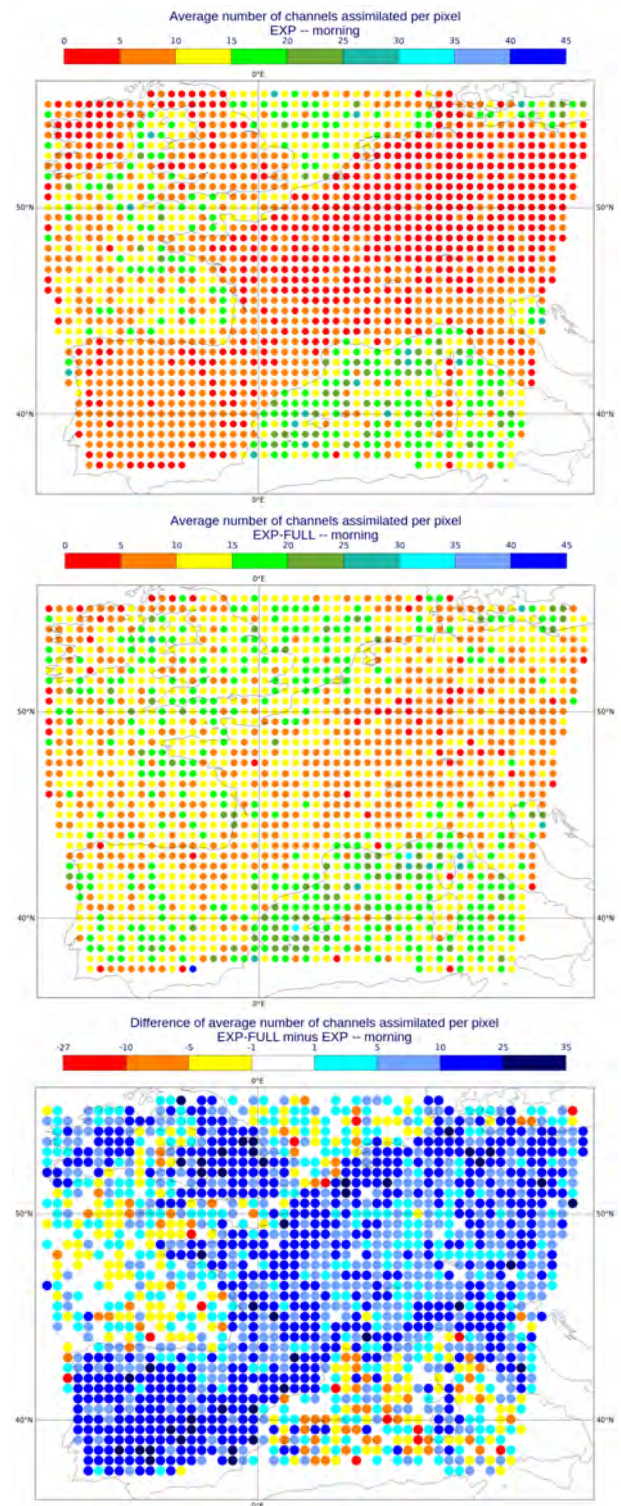 Average number of channels assimilated per pixel
EXP -- morning
0 5 10 15 20 25 30 35 40 45
0°E
50°N 50°N
40°N 40°N
0°E
Average number of channels assimilated per pixel
EXP-FULL -- morning
0 5 10 15 20 25 30 35 40 45
0°E
50°N 50°N
40°N 40°N
0°E
Difference of average number of channels assimilated per pixel
EXP-FULL minus EXP -- morning
-27 -10 -5 -1 1 5 10 25 35
0°E
50°N 50°N
40°N 40°N
0°E